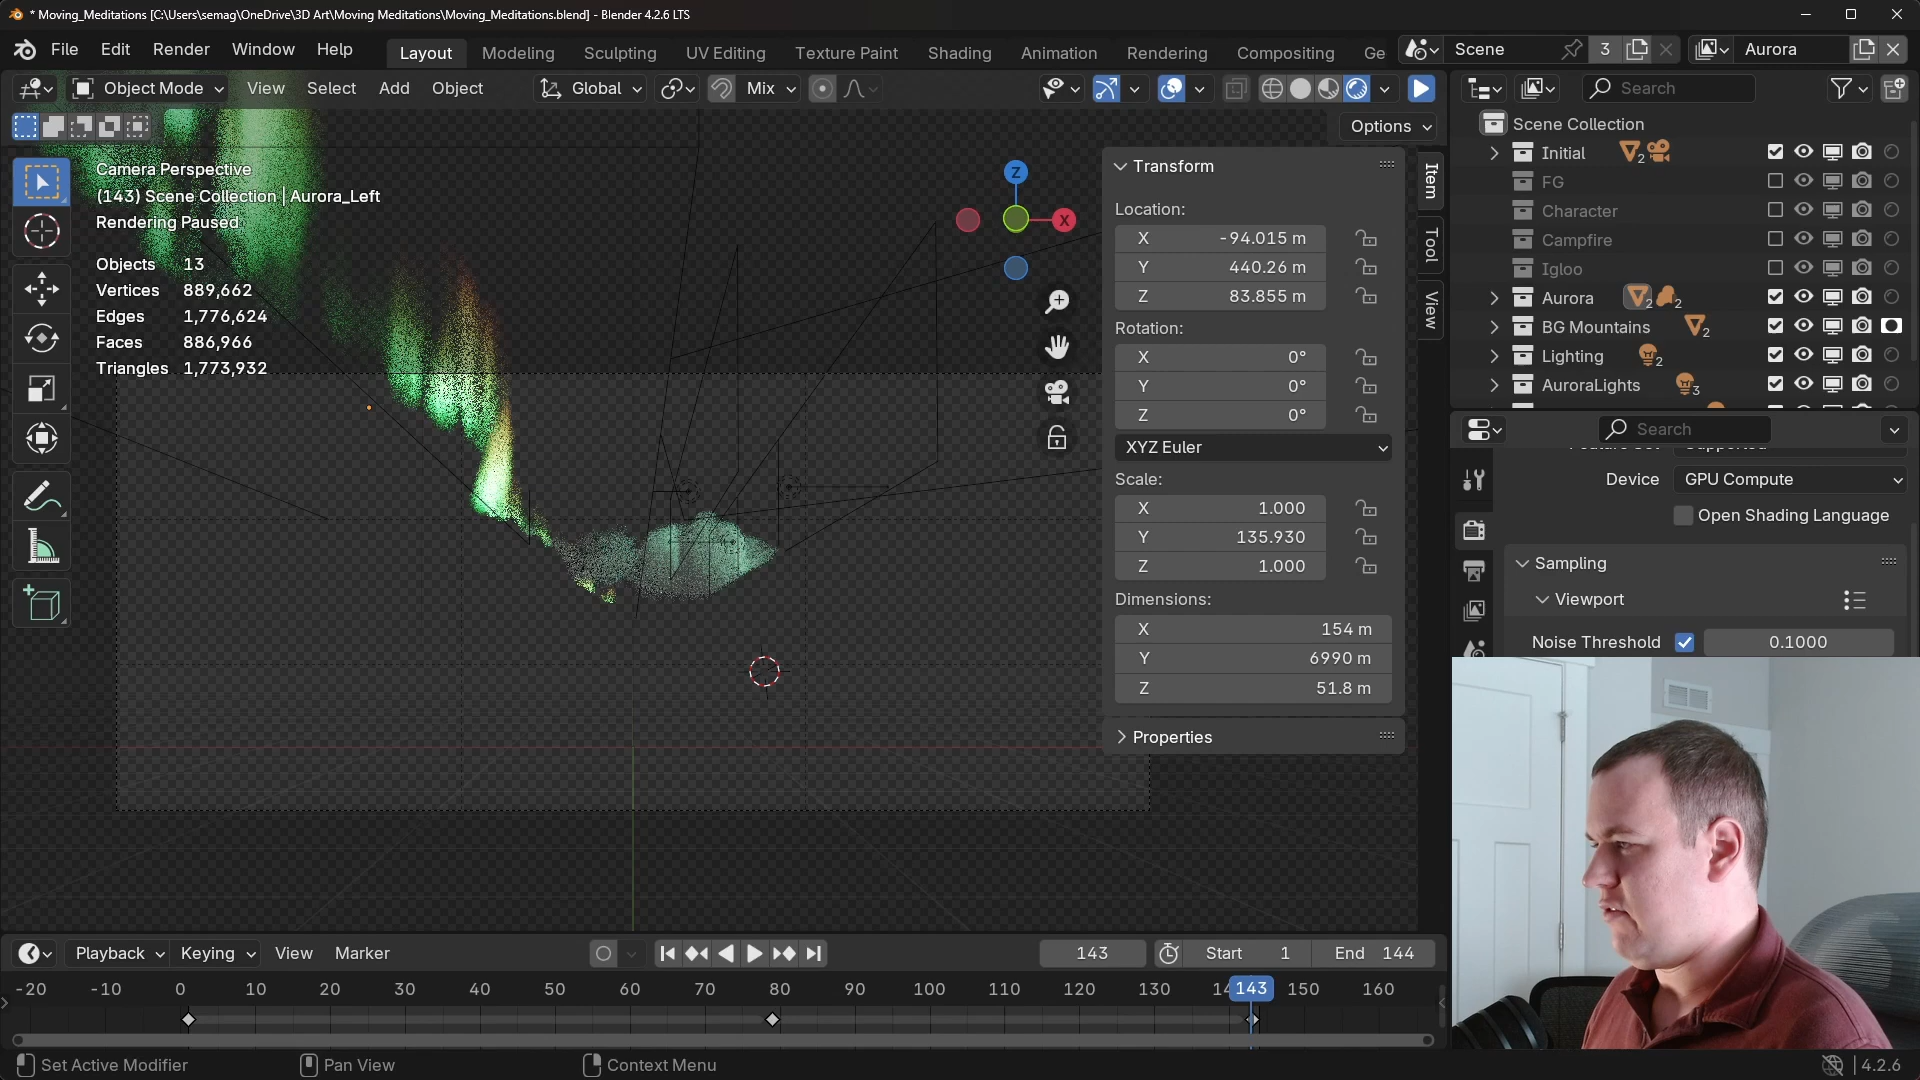 * Moving_Meditations [C:\Users\semag\OneDrive\3D Art\Moving Meditations\Moving_Meditations.blend] - Blender 4.2.6 LTS
File Edit Render Window Help Layout Modeling Sculpting UV Editing Texture Paint Shading Animation Rendering Compositing Ge Scene 3 Aurora
Object Mode View Select Add Object Global Mix Search
Options
Camera Perspective
(143) Scene Collection | Aurora_Left
Rendering Paused
Objects 13
Vertices 889,662
Edges 1,776,624
Faces 886,966
Triangles 1,773,932
Z
X
Transform
Location:
X -94.015 m
Y 440.26 m
Z 83.855 m
Rotation:
X 0°
Y 0°
Z 0°
XYZ Euler
Scale:
X 1.000
Y 135.930
Z 1.000
Dimensions:
X 154 m
Y 6990 m
Z 51.8 m
Properties
Item
Tool
View
Scene Collection
Initial 2
FG
Character
Campfire
Igloo
Aurora 2 2
BG Mountains 2
Lighting 2
AuroraLights 3
Search
Device GPU Compute
Open Shading Language
Sampling
Viewport
Noise Threshold 0.1000
Playback Keying View Marker 143 Start 1 End 144
-20 -10 0 10 20 30 40 50 60 70 80 90 100 110 120 130 143 150 160
Set Active Modifier Pan View Context Menu 4.2.6